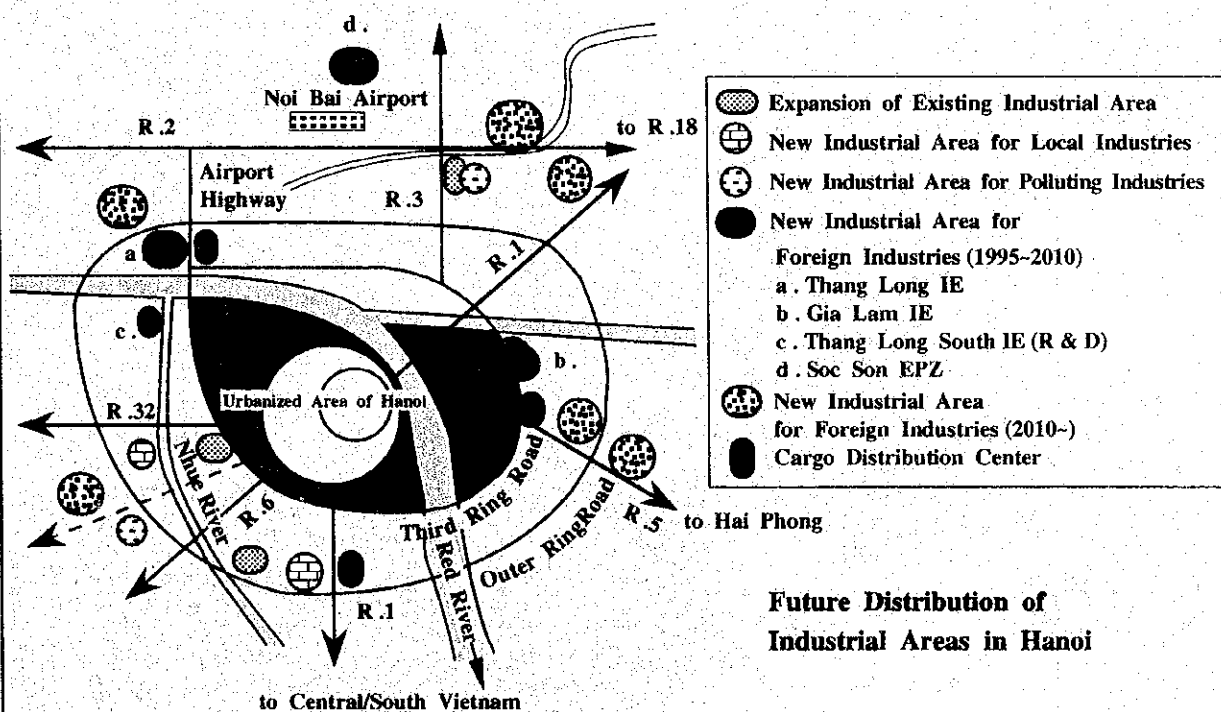 d .
Noi Bai Airport
R .2
to R .18
Airport
Highway
R .3
R .1
a
c .
b .
Urbanized Area of Hanoi
R .32
Nhue River
R .6
Third Ring Road
Outer RingRoad
Red River
R .5
to Hai Phong
R .1
to Central/South Vietnam
Expansion of Existing Industrial Area
New Industrial Area for Local Industries
New Industrial Area for Polluting Industries
New Industrial Area for
Foreign Industries (1995~2010)
a . Thang Long IE
b . Gia Lam IE
c . Thang Long South IE (R & D)
d . Soc Son EPZ
New Industrial Area
for Foreign Industries (2010~)
Cargo Distribution Center
Future Distribution of
Industrial Areas in Hanoi